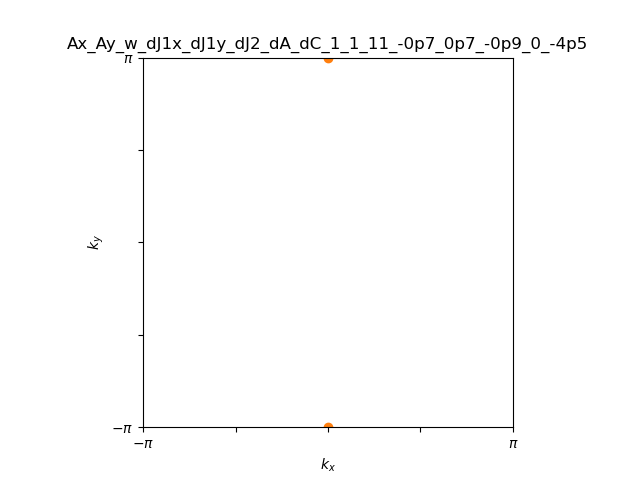 Ax_Ay_w_dJ1x_dJ1y_dJ2_dA_dC_1_1_11_-0p7_0p7_-0p9_0_-4p5
π
k_y
−π
−π
π
k_x